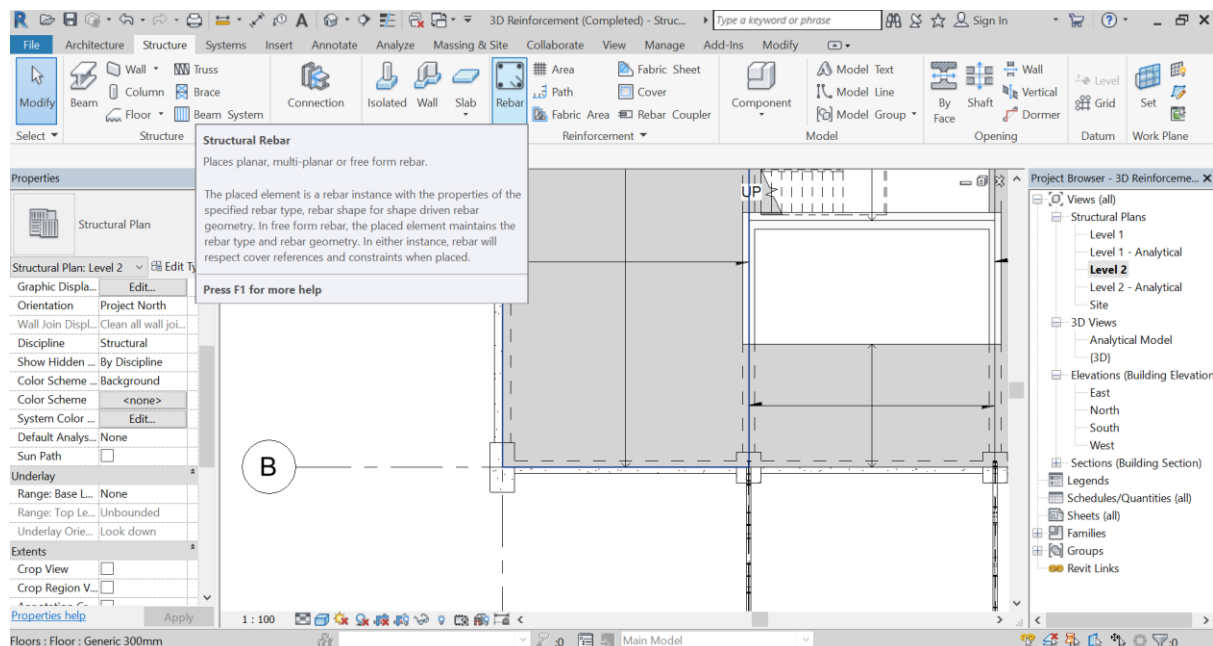 3D Reinforcement (Completed) - Struc...
Type a keyword or phrase
Sign In
File Architecture Structure Systems Insert Annotate Analyze Massing & Site Collaborate View Manage Add-Ins Modify
Modify
Beam
Wall
Column
Floor
Truss
Brace
Beam System
Connection
Isolated
Wall
Slab
Rebar
Area
Path
Fabric Area
Fabric Sheet
Cover
Rebar Coupler
Component
Model Text
Model Line
Model Group
By
Face
Shaft
Wall
Vertical
Dormer
Level
Grid
Set
Select
Structure
Reinforcement
Model
Opening
Datum
Work Plane
Structural Rebar
Places planar, multi-planar or free form rebar.
The placed element is a rebar instance with the properties of the
specified rebar type, rebar shape for shape driven rebar
geometry. In free form rebar, the placed element maintains the
rebar type and rebar geometry. In either instance, rebar will
respect cover references and constraints when placed.
Press F1 for more help
Properties
Structural Plan
Structural Plan: Level 2
Edit Ty
Graphic Displa... Edit...
Orientation Project North
Wall Join Displ... Clean all wall joi...
Discipline Structural
Show Hidden ... By Discipline
Color Scheme ... Background
Color Scheme <none>
System Color ... Edit...
Default Analys... None
Sun Path
Underlay
Range: Base L... None
Range: Top Le... Unbounded
Underlay Orie... Look down
Extents
Crop View
Crop Region V...
Properties help
Apply
UP
B
1 : 100
Project Browser - 3D Reinforceme...
Views (all)
Structural Plans
Level 1
Level 1 - Analytical
Level 2
Level 2 - Analytical
Site
3D Views
Analytical Model
{3D}
Elevations (Building Elevation
East
North
South
West
Sections (Building Section)
Legends
Schedules/Quantities (all)
Sheets (all)
Families
Groups
Revit Links
Floors : Floor : Generic 300mm
:0
Main Model
:0